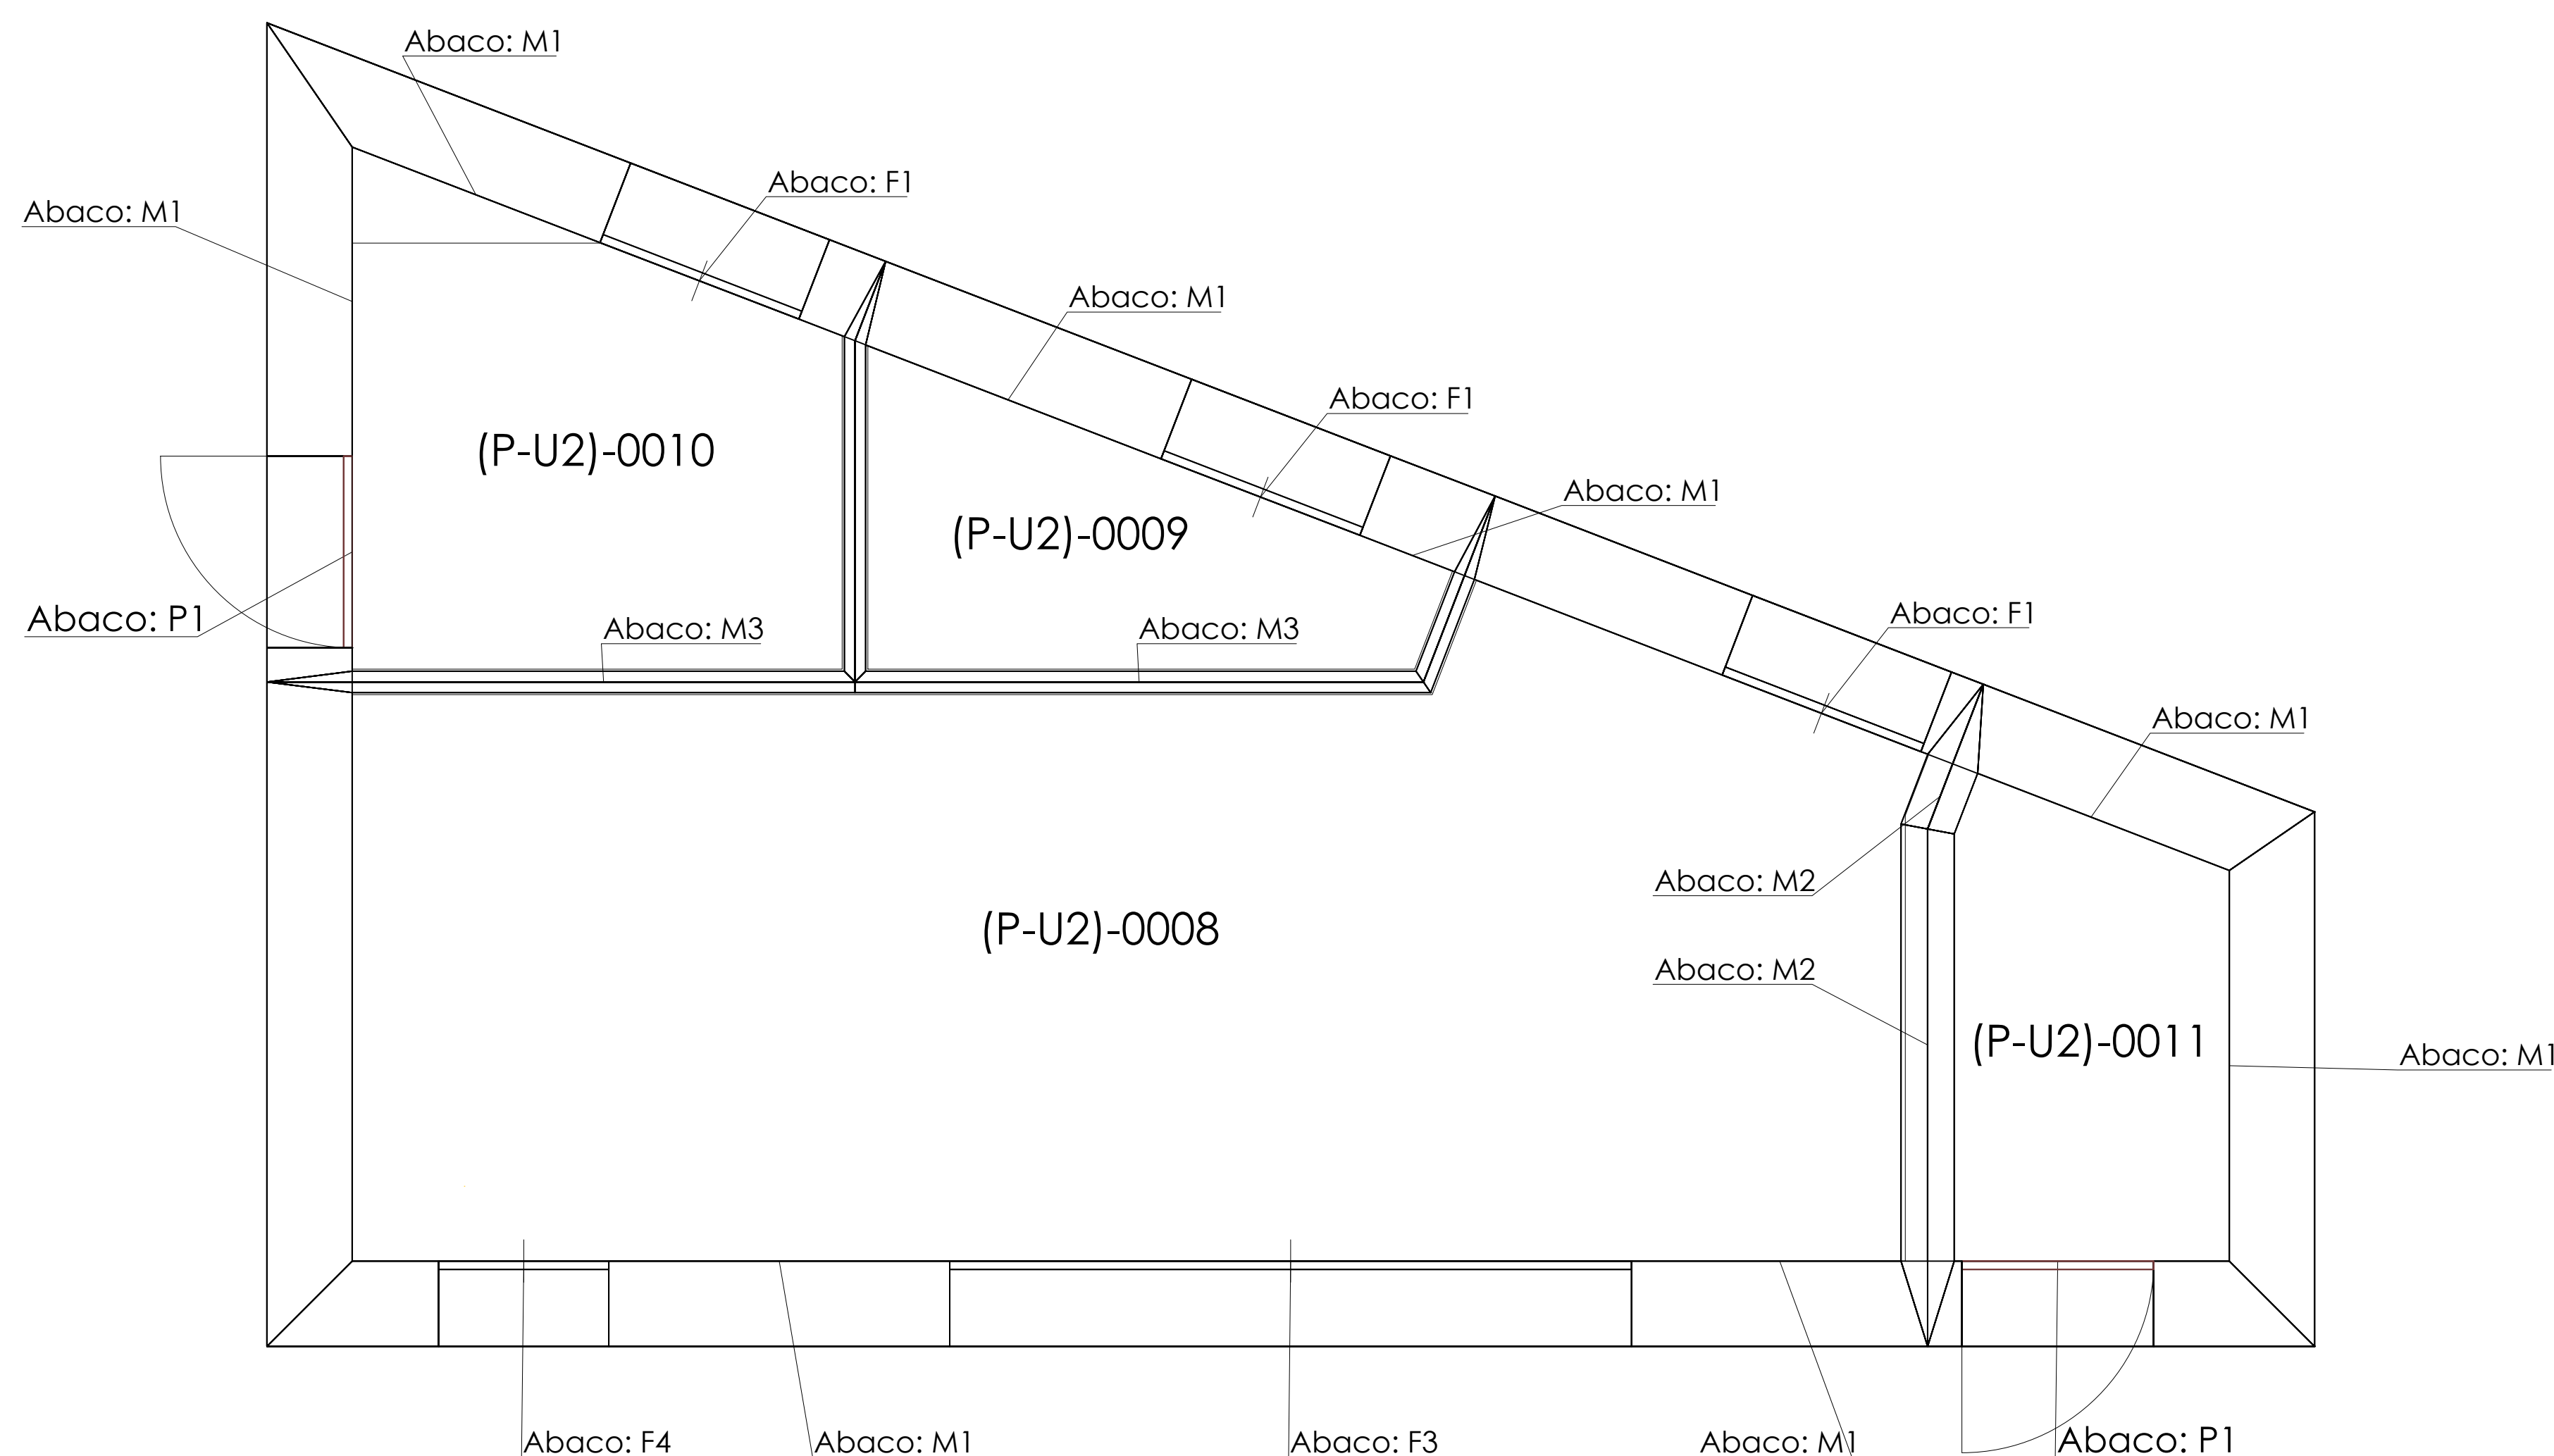 Abaco: M1
Abaco: F1
Abaco: M1
Abaco: M1
Abaco: F1
(P-U2)-0010
Abaco: M1
(P-U2)-0009
Abaco: P1
Abaco: M3
Abaco: M3
Abaco: F1
Abaco: M1
Abaco: M2
(P-U2)-0008
Abaco: M2
(P-U2)-0011
Abaco: M1
Abaco: F4
Abaco: M1
Abaco: F3
Abaco: M1
Abaco: P1